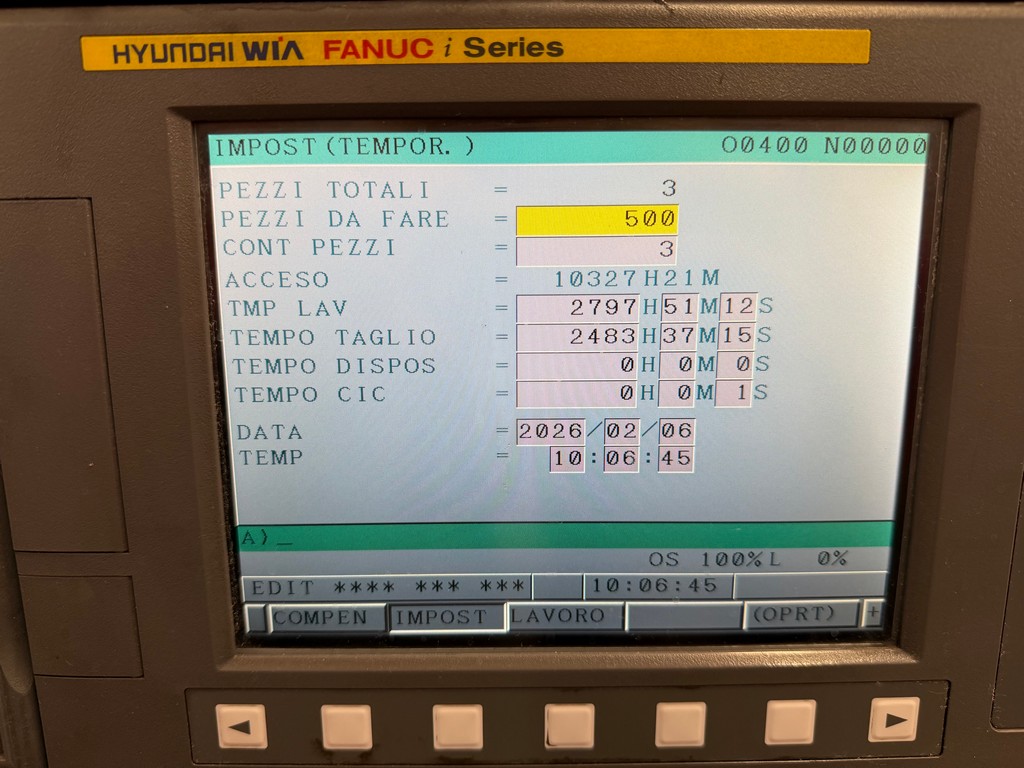 HYUNDAI WIA FANUC i Series
IMPOST(TEMPOR. ) O0400 N00000
PEZZI TOTALI = 3
PEZZI DA FARE = 500
CONT PEZZI = 3
ACCESO = 10327H21M
TMP LAV = 2797H51M12S
TEMPO TAGLIO = 2483H37M15S
TEMPO DISPOS = 0H 0M 0S
TEMPO CIC = 0H 0M 1S
DATA = 2026/02/06
TEMP = 10:06:45
A)_
OS 100% L 0%
EDIT **** *** *** 10:06:45
COMPEN IMPOST LAVORO (OPRT) +